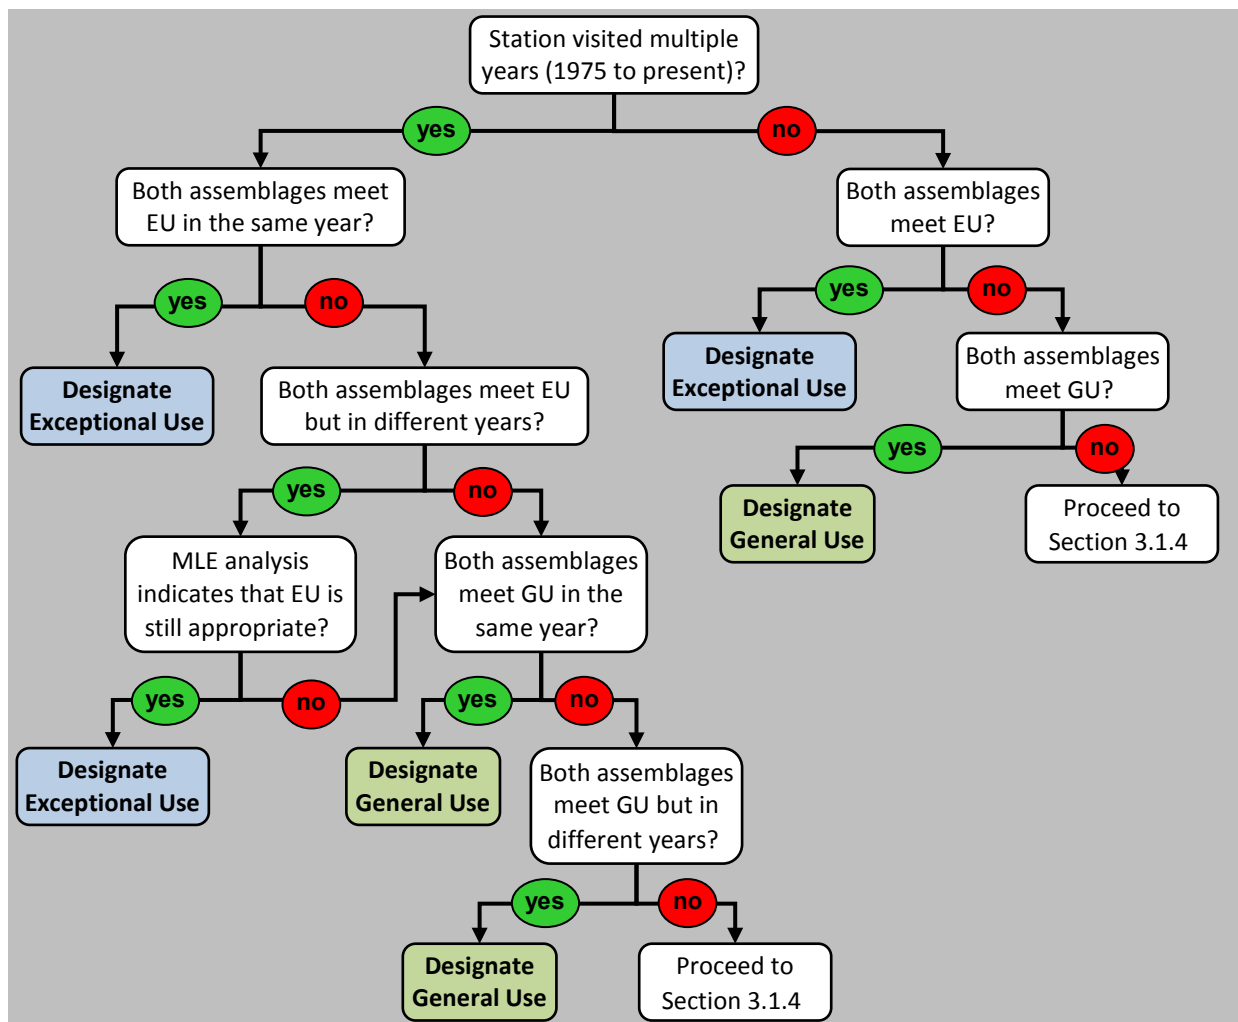 Station visited multiple
years (1975 to present)?
yes
no
Both assemblages meet
EU in the same year?
Both assemblages
meet EU?
yes
no
yes
no
Designate
Exceptional Use
Both assemblages meet EU
but in different years?
Designate
Exceptional Use
Both assemblages
meet GU?
yes
no
yes
no
MLE analysis
indicates that EU is
still appropriate?
Both assemblages
meet GU in the
same year?
Designate
General Use
Proceed to
Section 3.1.4
yes
no
yes
no
Designate
Exceptional Use
Designate
General Use
Both assemblages
meet GU but in
different years?
yes
no
Designate
General Use
Proceed to
Section 3.1.4